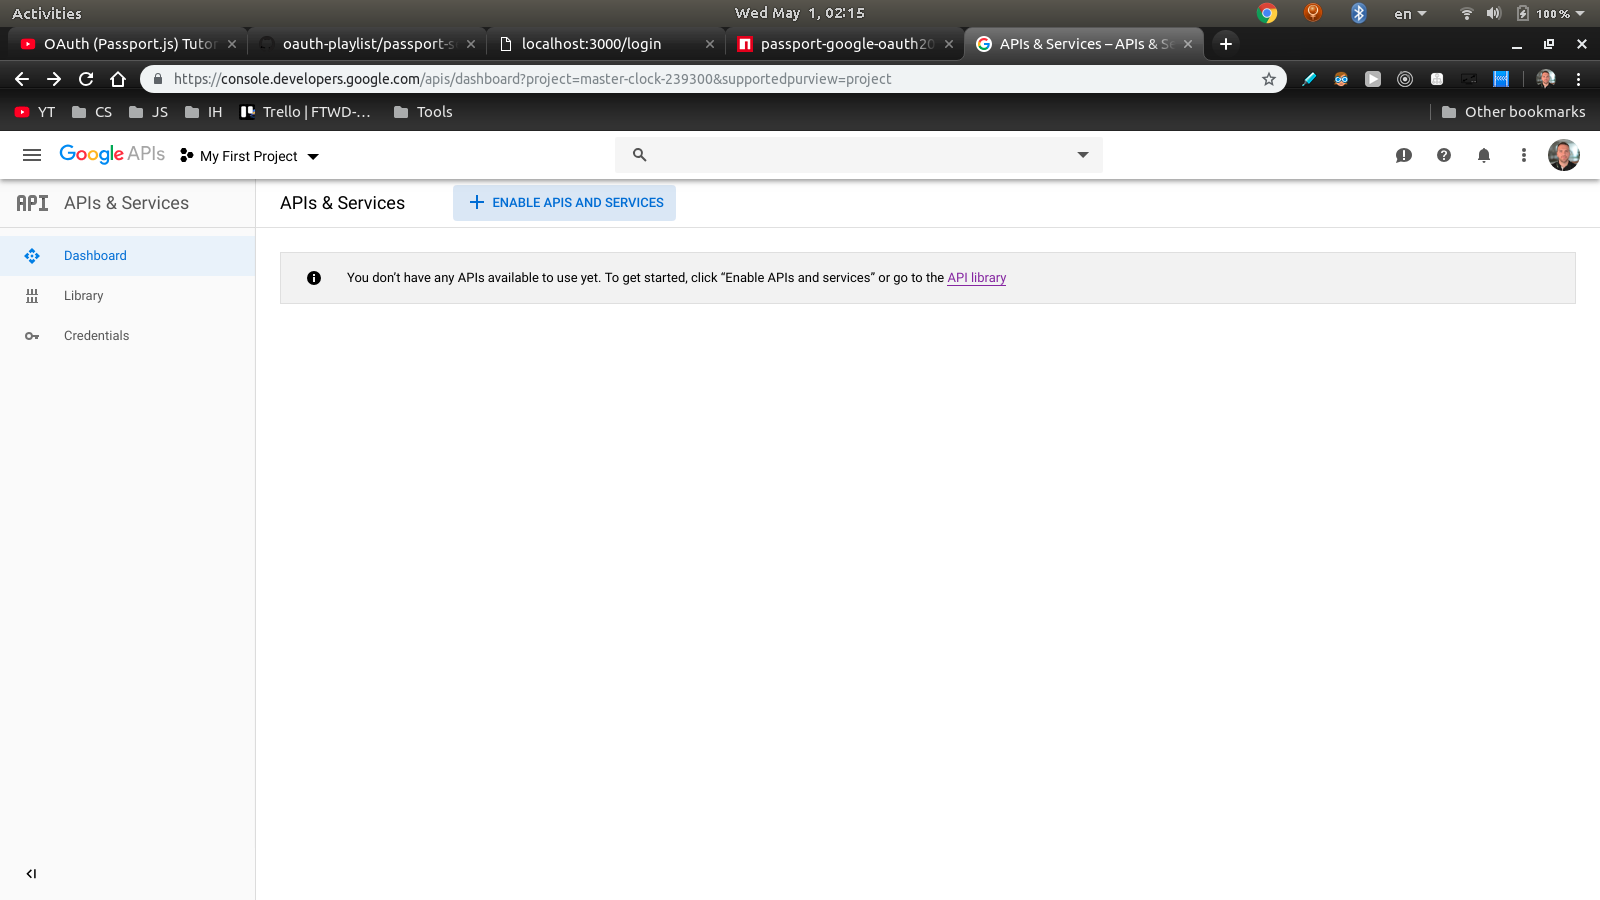 Activities
Wed May 1, 02:15
en
100 %
OAuth (Passport.js) Tutor
oauth-playlist/passport-s
localhost:3000/login
passport-google-oauth20
APIs & Services – APIs & Se
https://console.developers.google.com/apis/dashboard?project=master-clock-239300&supportedpurview=project
YT
CS
JS
IH
Trello | FTWD-...
Tools
Other bookmarks
Google APIs
My First Project
API
APIs & Services
APIs & Services
ENABLE APIS AND SERVICES
Dashboard
Library
Credentials
You don’t have any APIs available to use yet. To get started, click “Enable APIs and services” or go to the API library